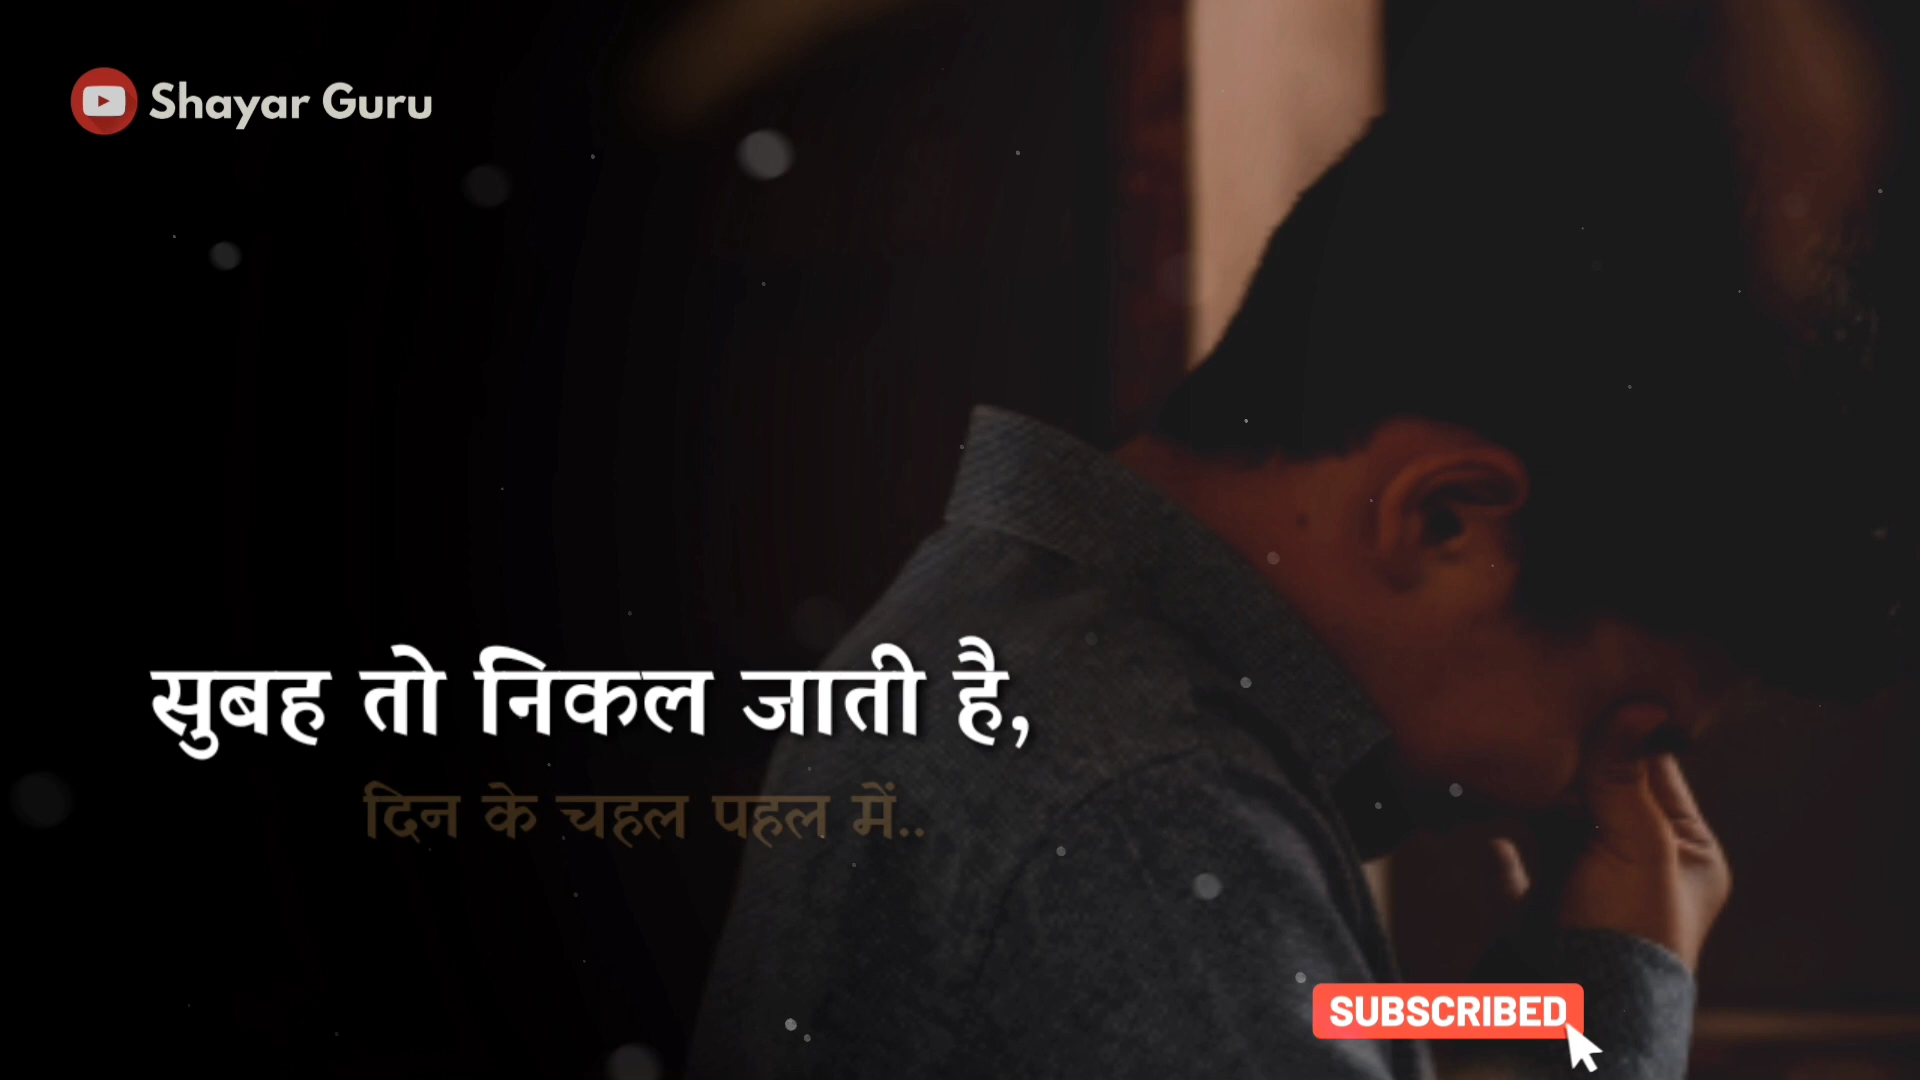 Shayar Guru
सुबह तो निकल जाती है,
दिन के चहल पहल में..
SUBSCRIBED